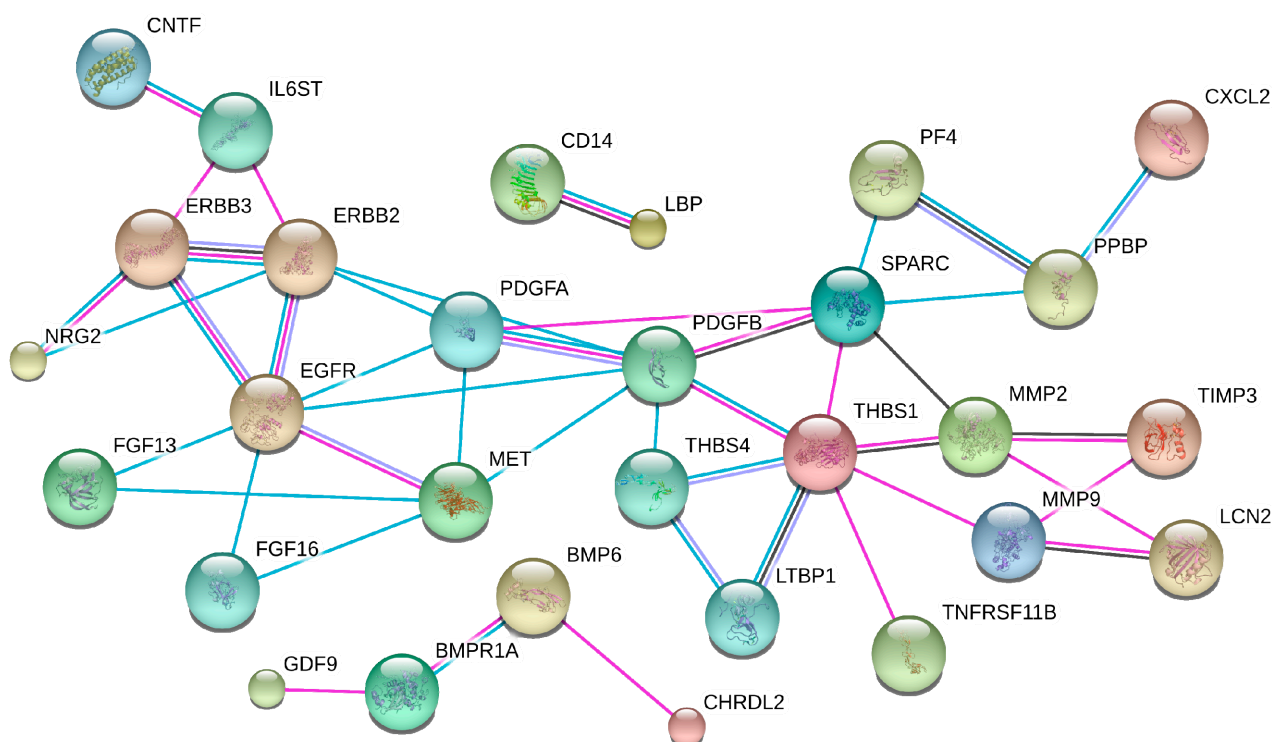 CNTF
IL6ST
CXCL2
CD14
PF4
ERBB3
ERBB2
LBP
PPBP
SPARC
PDGFA
PDGFB
NRG2
EGFR
MMP2
TIMP3
THBS1
FGF13
THBS4
MET
MMP9
LCN2
FGF16
BMP6
LTBP1
TNFRSF11B
BMPR1A
GDF9
CHRDL2